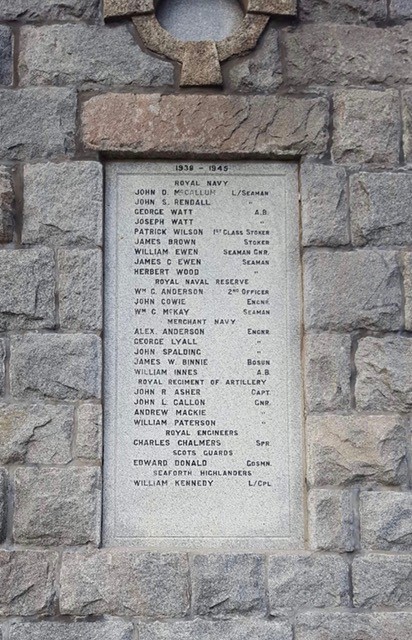 1939 - 1945
ROYAL NAVY
JOHN D. McCALLUM L/SEAMAN
JOHN S. RENDALL "
GEORGE WATT A.B.
JOSEPH WATT "
PATRICK WILSON 1ST CLASS STOKER
JAMES BROWN STOKER
WILLIAM EWEN SEAMAN GNR.
JAMES C. EWEN SEAMAN
HERBERT WOOD "
ROYAL NAVAL RESERVE
WM G. ANDERSON 2ND OFFICER
JOHN COWIE ENGNR.
WM G. McKAY SEAMAN
MERCHANT NAVY
ALEX. ANDERSON ENGNR.
GEORGE LYALL "
JOHN SPALDING "
JAMES W. BINNIE BOSUN
WILLIAM INNES A.B.
ROYAL REGIMENT OF ARTILLERY
JOHN R. ASHER CAPT.
JOHN L. GALLON GNR.
ANDREW MACKIE "
WILLIAM PATERSON "
ROYAL ENGINEERS
CHARLES CHALMERS SPR.
SCOTS GUARDS
EDWARD DONALD GDSMN.
SEAFORTH HIGHLANDERS
WILLIAM KENNEDY L/CPL.